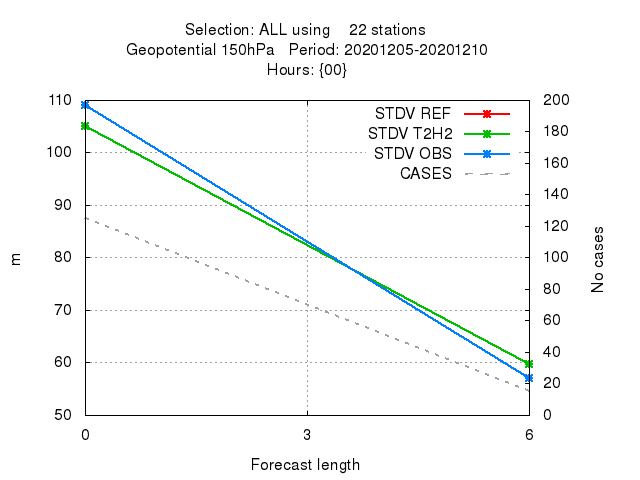 Selection: ALL using 22 stations
Geopotential 150hPa Period: 20201205-20201210
Hours: {00}
STDV REF
STDV T2H2
STDV OBS
CASES
110
100
90
80
70
60
50
m
200
180
160
140
120
100
80
60
40
20
0
No cases
0 3 6
Forecast length